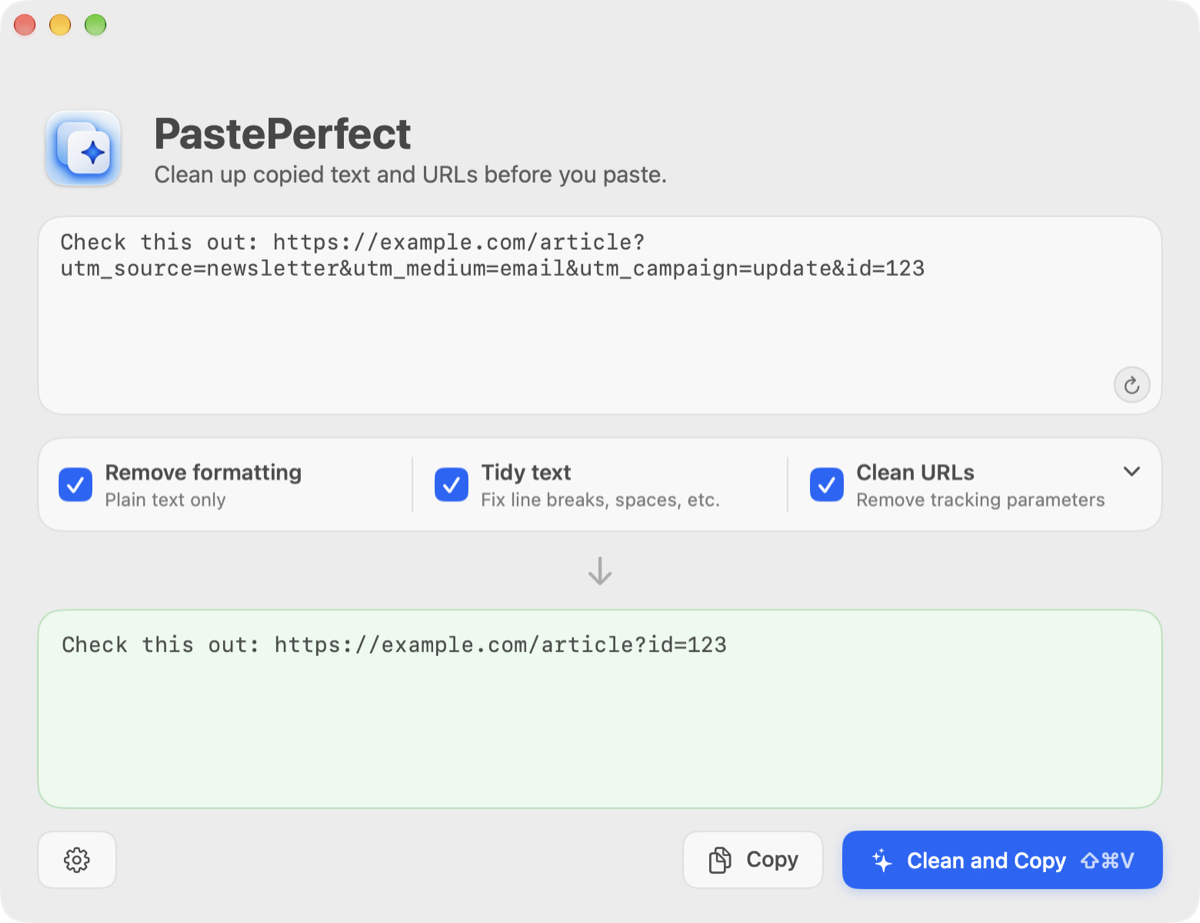 PastePerfect
Clean up copied text and URLs before you paste.
Check this out: https://example.com/article?
utm_source=newsletter&utm_medium=email&utm_campaign=update&id=123
Remove formatting
Plain text only
Tidy text
Fix line breaks, spaces, etc.
Clean URLs
Remove tracking parameters
Check this out: https://example.com/article?id=123
Copy
Clean and Copy ⇧⌘V